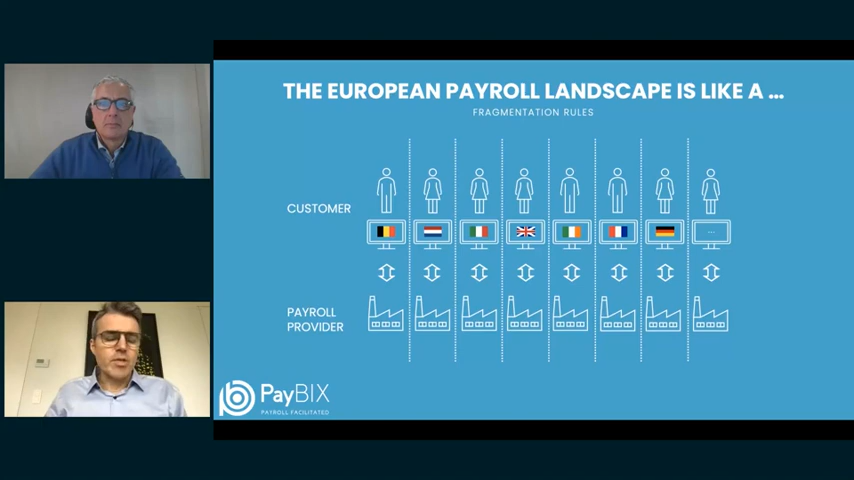 THE EUROPEAN PAYROLL LANDSCAPE IS LIKE A ...
FRAGMENTATION RULES
CUSTOMER
...
PAYROLL
PROVIDER
PayBIX
PAYROLL FACILITATED